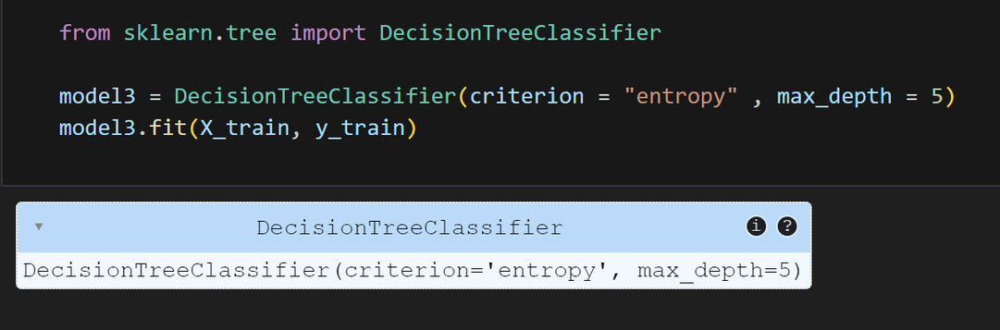 from sklearn.tree import DecisionTreeClassifier
model3 = DecisionTreeClassifier(criterion = "entropy" , max_depth = 5)
model3.fit(X_train, y_train)
▾ DecisionTreeClassifier i ?
DecisionTreeClassifier(criterion='entropy', max_depth=5)